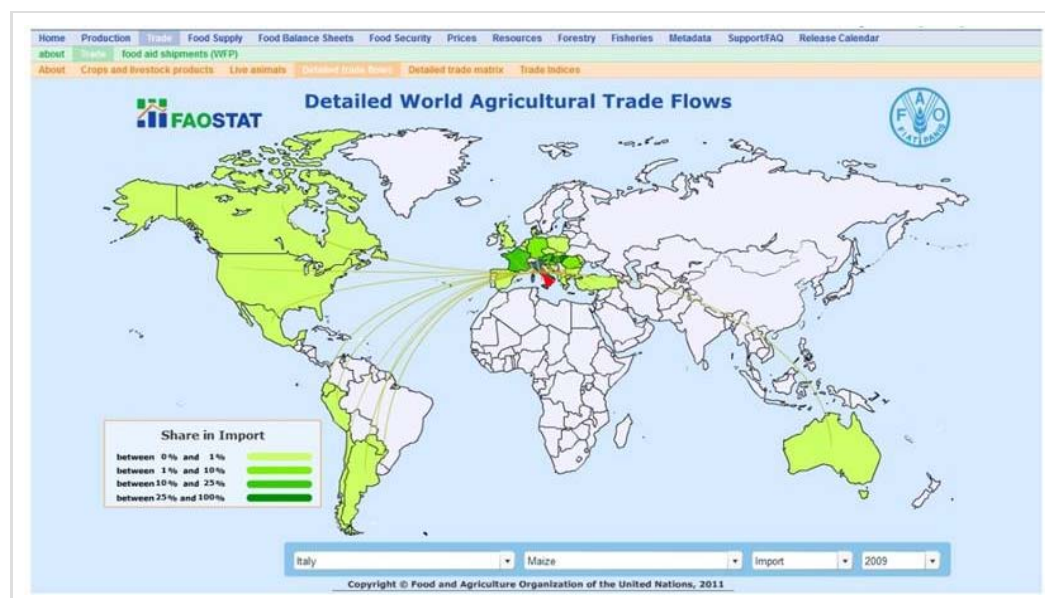 Home Production Trade Food Supply Food Balance Sheets Food Security Prices Resources Forestry Fisheries Metadata Support/FAQ Release Calendar
about Trade food aid shipments (WFP)
About Crops and livestock products Live animals Detailed trade flows Detailed trade matrix Trade Indices
Detailed World Agricultural Trade Flows
FAOSTAT
F A O
FIAT PANIS
Share in Import
between 0% and 1%
between 1% and 10%
between 10% and 25%
between 25% and 100%
Italy Maize Import 2009
Copyright © Food and Agriculture Organization of the United Nations, 2011